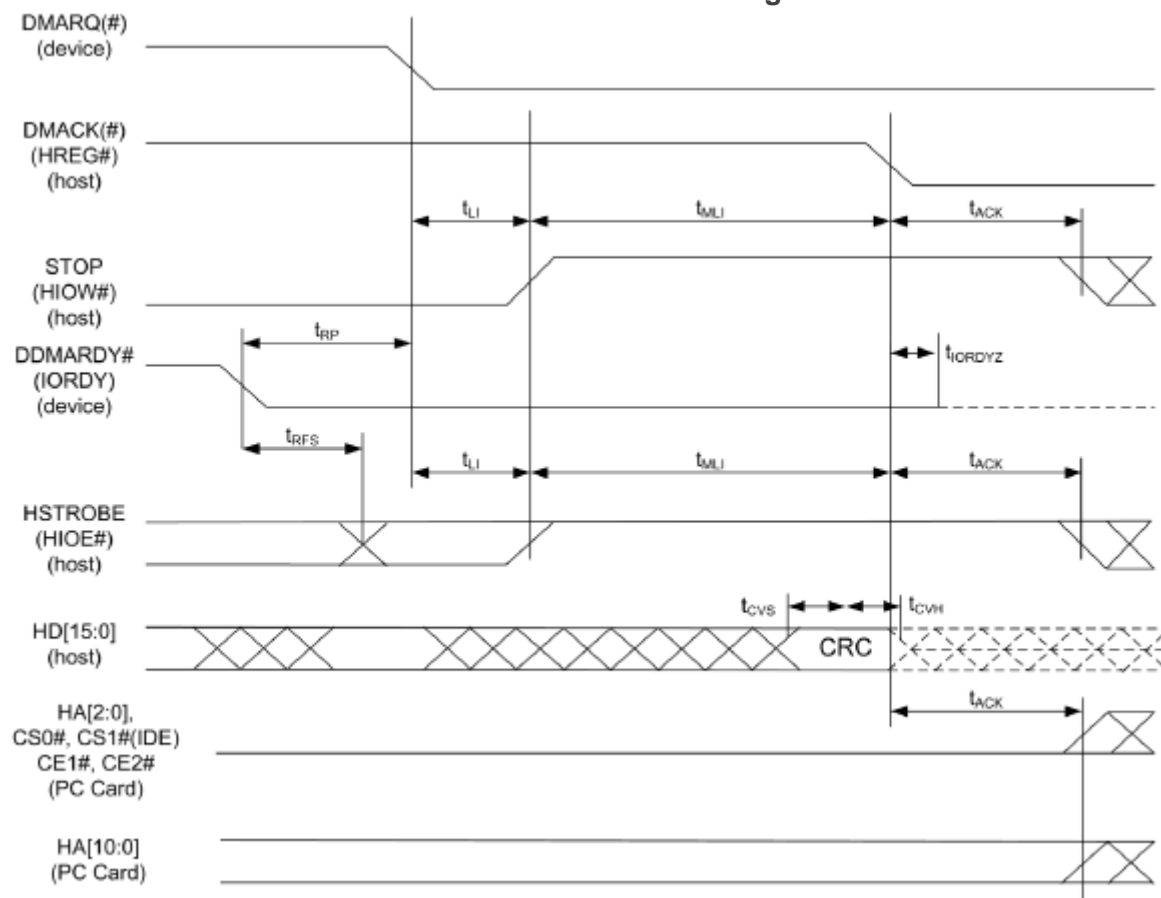 g
DMARQ(#)
(device)
DMACK(#)
(HREG#)
(host)
tLI
tMLI
tACK
STOP
(HIOW#)
(host)
tRP
DDMARDY#
(IORDY)
(device)
tIORDYZ
tRFS
tLI
tMLI
tACK
HSTROBE
(HIOE#)
(host)
tCVS
tCVH
HD[15:0]
(host)
CRC
tACK
HA[2:0],
CS0#, CS1#(IDE)
CE1#, CE2#
(PC Card)
HA[10:0]
(PC Card)